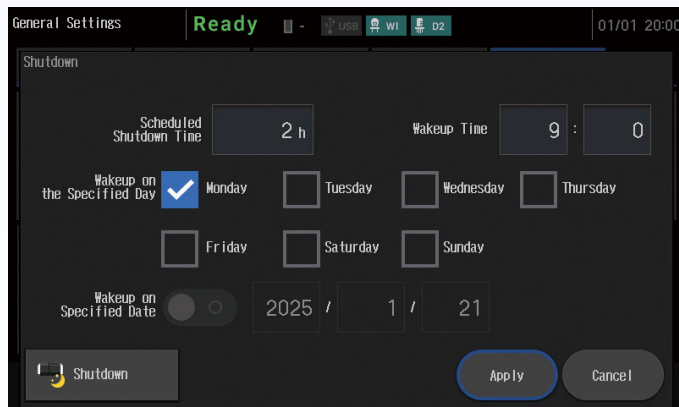 General Settings Ready - USB WI D2 01/01 20:00
Shutdown
Scheduled
Shutdown Time 2 h Wakeup Time 9 : 0
Wakeup on
the Specified Day Monday Tuesday Wednesday Thursday
Friday Saturday Sunday
Wakeup on
Specified Date 2025 / 1 / 21
Shutdown Apply Cancel